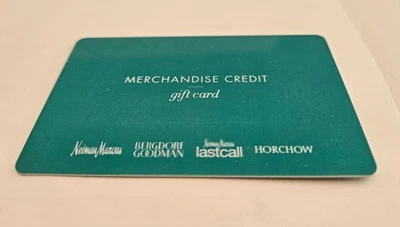 MERCHANDISE CREDIT
gift card
Neiman Marcus BERGDORF GOODMAN Neiman Marcus lastcall HORCHOW